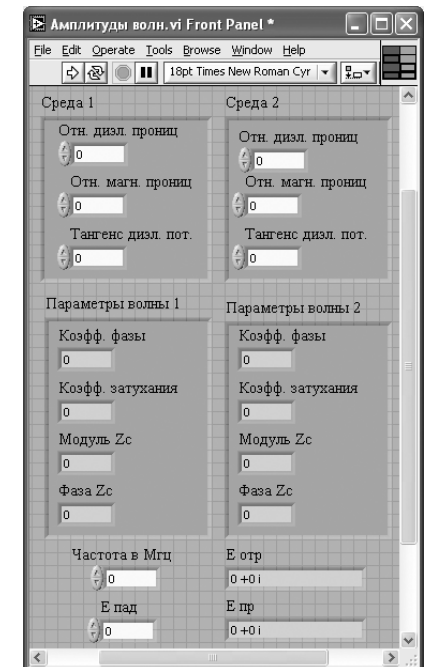 Амплитуды волн.vi Front Panel *
File Edit Operate Tools Browse Window Help
18pt Times New Roman Cyr
Среда 1
Отн. диэл. прониц
0
Отн. магн. прониц
0
Тангенс диэл. пот.
0
Среда 2
Отн. диэл. прониц
0
Отн. магн. прониц
0
Тангенс диэл. пот.
0
Параметры волны 1
Коэфф. фазы
0
Коэфф. затухания
0
Модуль Zc
0
Фаза Zc
0
Параметры волны 2
Коэфф. фазы
0
Коэфф. затухания
0
Модуль Zc
0
Фаза Zc
0
Частота в Мгц
0
Е пад
0
Е отр
0 +0 i
Е пр
0 +0 i